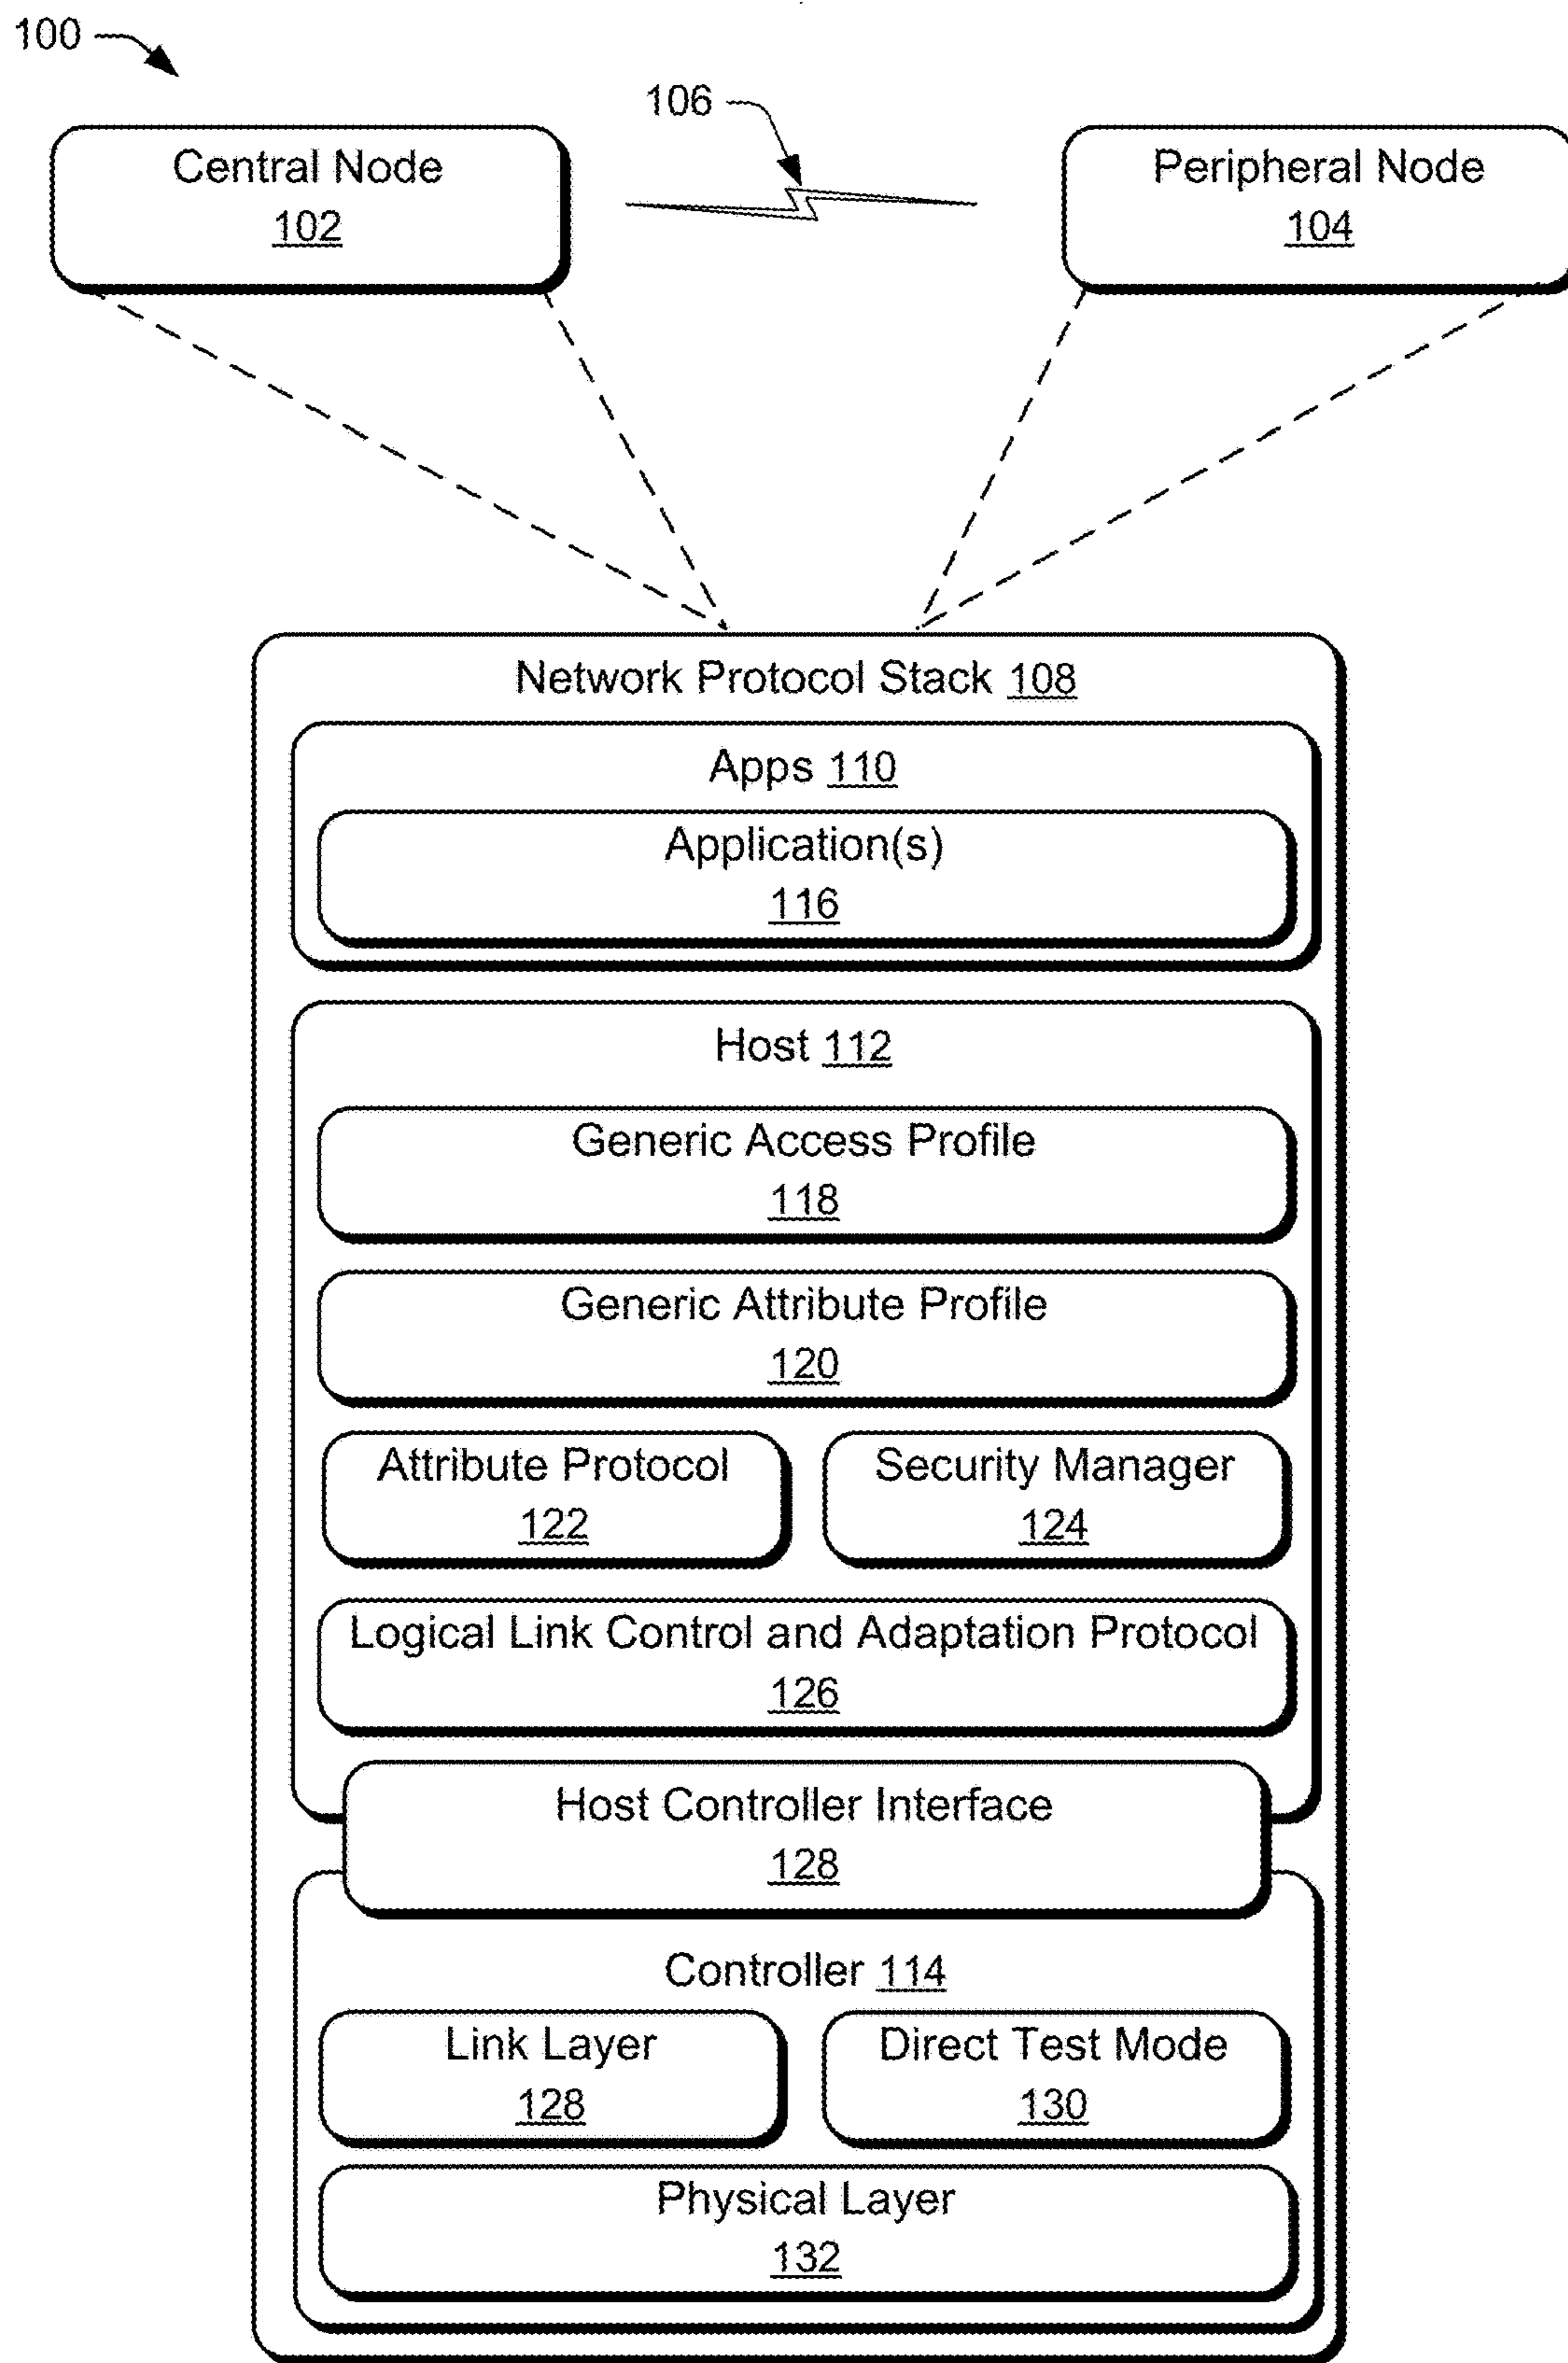 100
106
Central Node
102
Peripheral Node
104
Network Protocol Stack 108
Apps 110
Application(s)
116
Host 112
Generic Access Profile
118
Generic Attribute Profile
120
Attribute Protocol
122
Security Manager
124
Logical Link Control and Adaptation Protocol
126
Host Controller Interface
128
Controller 114
Link Layer
128
Direct Test Mode
130
Physical Layer
132